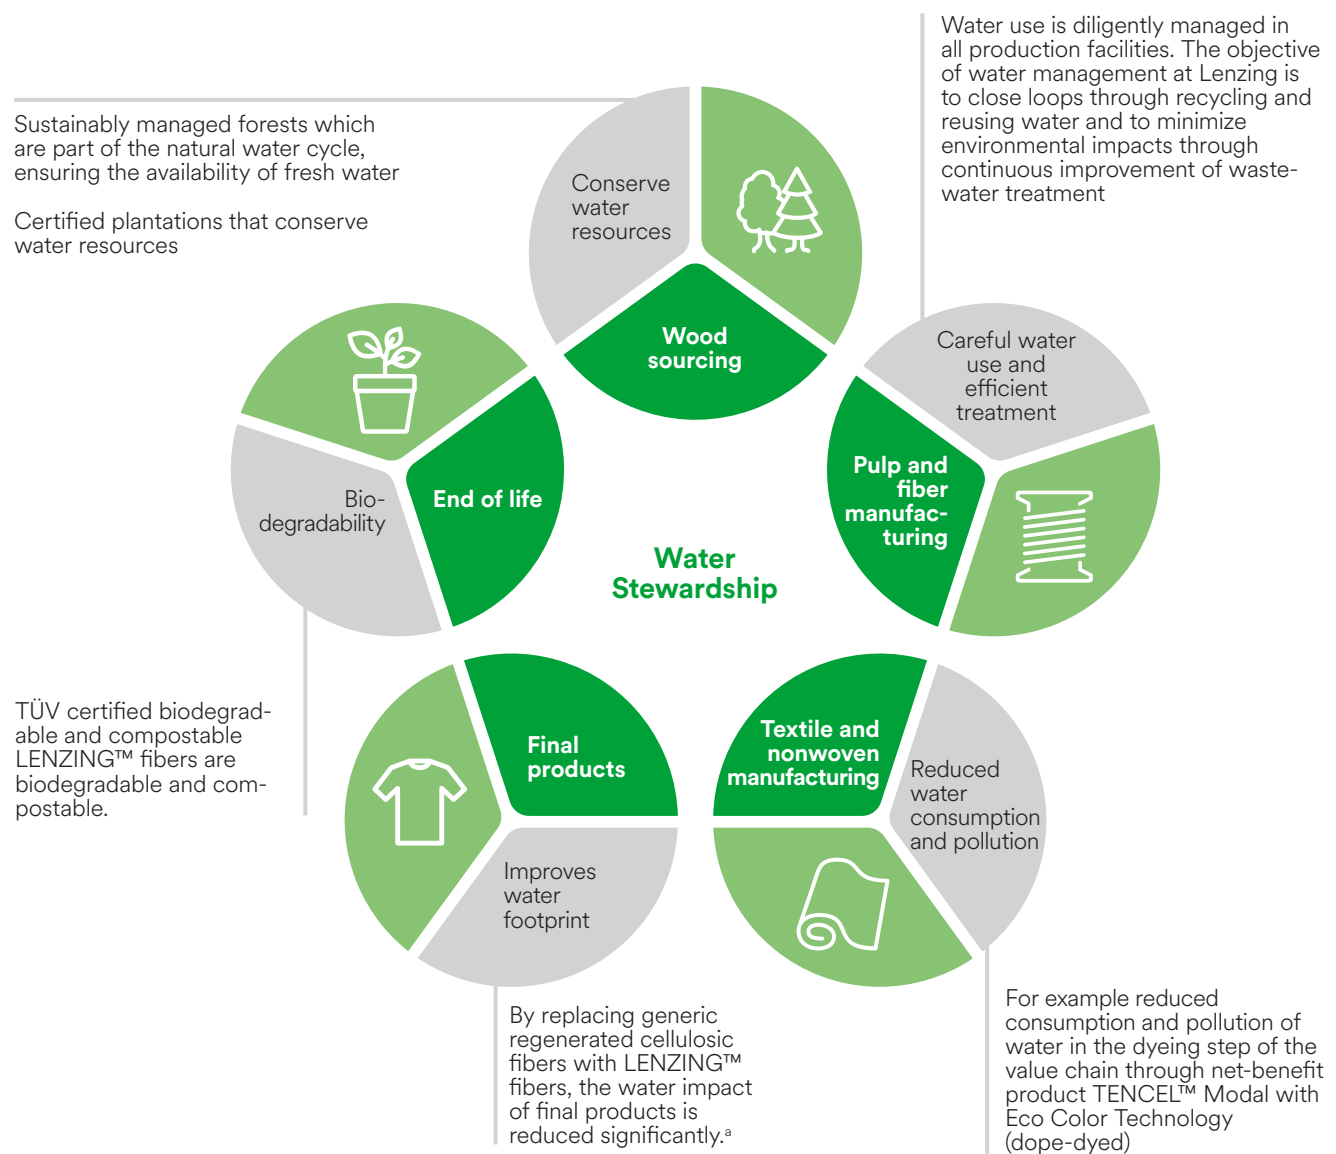 Sustainably managed forests which
are part of the natural water cycle,
ensuring the availability of fresh water
Certified plantations that conserve
water resources
Conserve
water
resources
Wood
sourcing
Water use is diligently managed in
all production facilities. The objective
of water management at Lenzing is
to close loops through recycling and
reusing water and to minimize
environmental impacts through
continuous improvement of waste-
water treatment
Careful water
use and
efficient
treatment
Pulp and
fiber
manufac-
turing
Bio-
degradability
End of life
Water
Stewardship
TÜV certified biodegrad-
able and compostable
LENZING™ fibers are
biodegradable and com-
postable.
Final
products
Improves
water
footprint
By replacing generic
regenerated cellulosic
fibers with LENZING™
fibers, the water impact
of final products is
reduced significantly.ᵃ
Textile and
nonwoven
manufacturing
Reduced
water
consumption
and pollution
For example reduced
consumption and pollution of
water in the dyeing step of the
value chain through net-benefit
product TENCEL™ Modal with
Eco Color Technology
(dope-dyed)